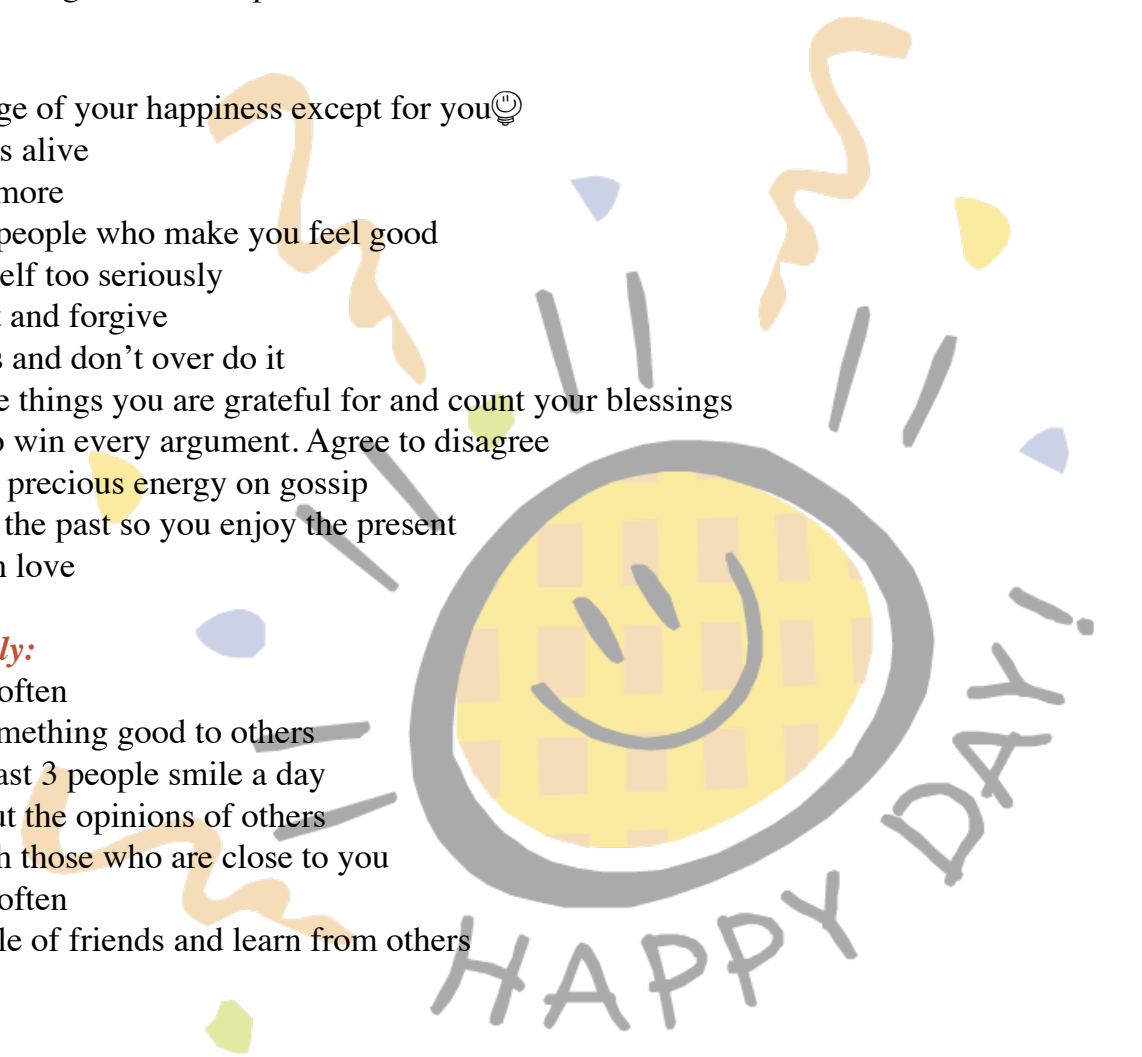 ge of your happiness except for you
s alive
more
people who make you feel good
elf too seriously
and forgive
s and don’t over do it
e things you are grateful for and count your blessings
o win every argument. Agree to disagree
precious energy on gossip
the past so you enjoy the present
n love
ly:
often
mething good to others
ast 3 people smile a day
ut the opinions of others
h those who are close to you
often
le of friends and learn from others
HAPPY DAY!